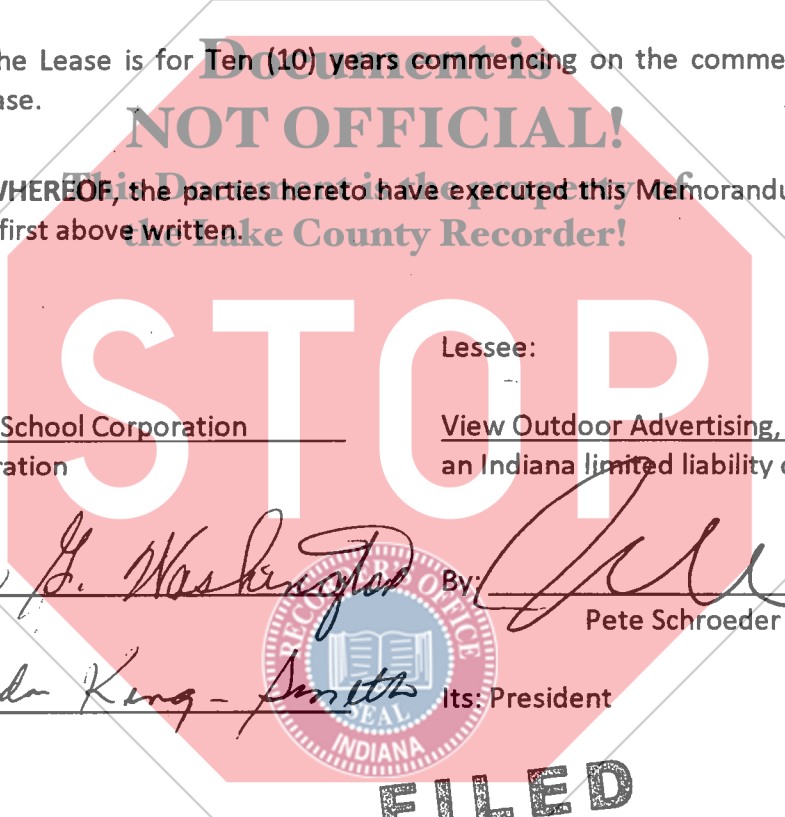 Document is
he Lease is for Ten (10) years commencing on the comme
ase.
NOT OFFICIAL!
This Document is the property of
WHEREOF, the parties hereto have executed this Memorandu
the Lake County Recorder!
first above written.
STOP
Lessee:
School Corporation
View Outdoor Advertising,
ration
an Indiana limited liability
G. Washington
By:
Pete Schroeder
King-Smith
Its: President
RECORDER'S OFFICE
SEAL
INDIANA
FILED